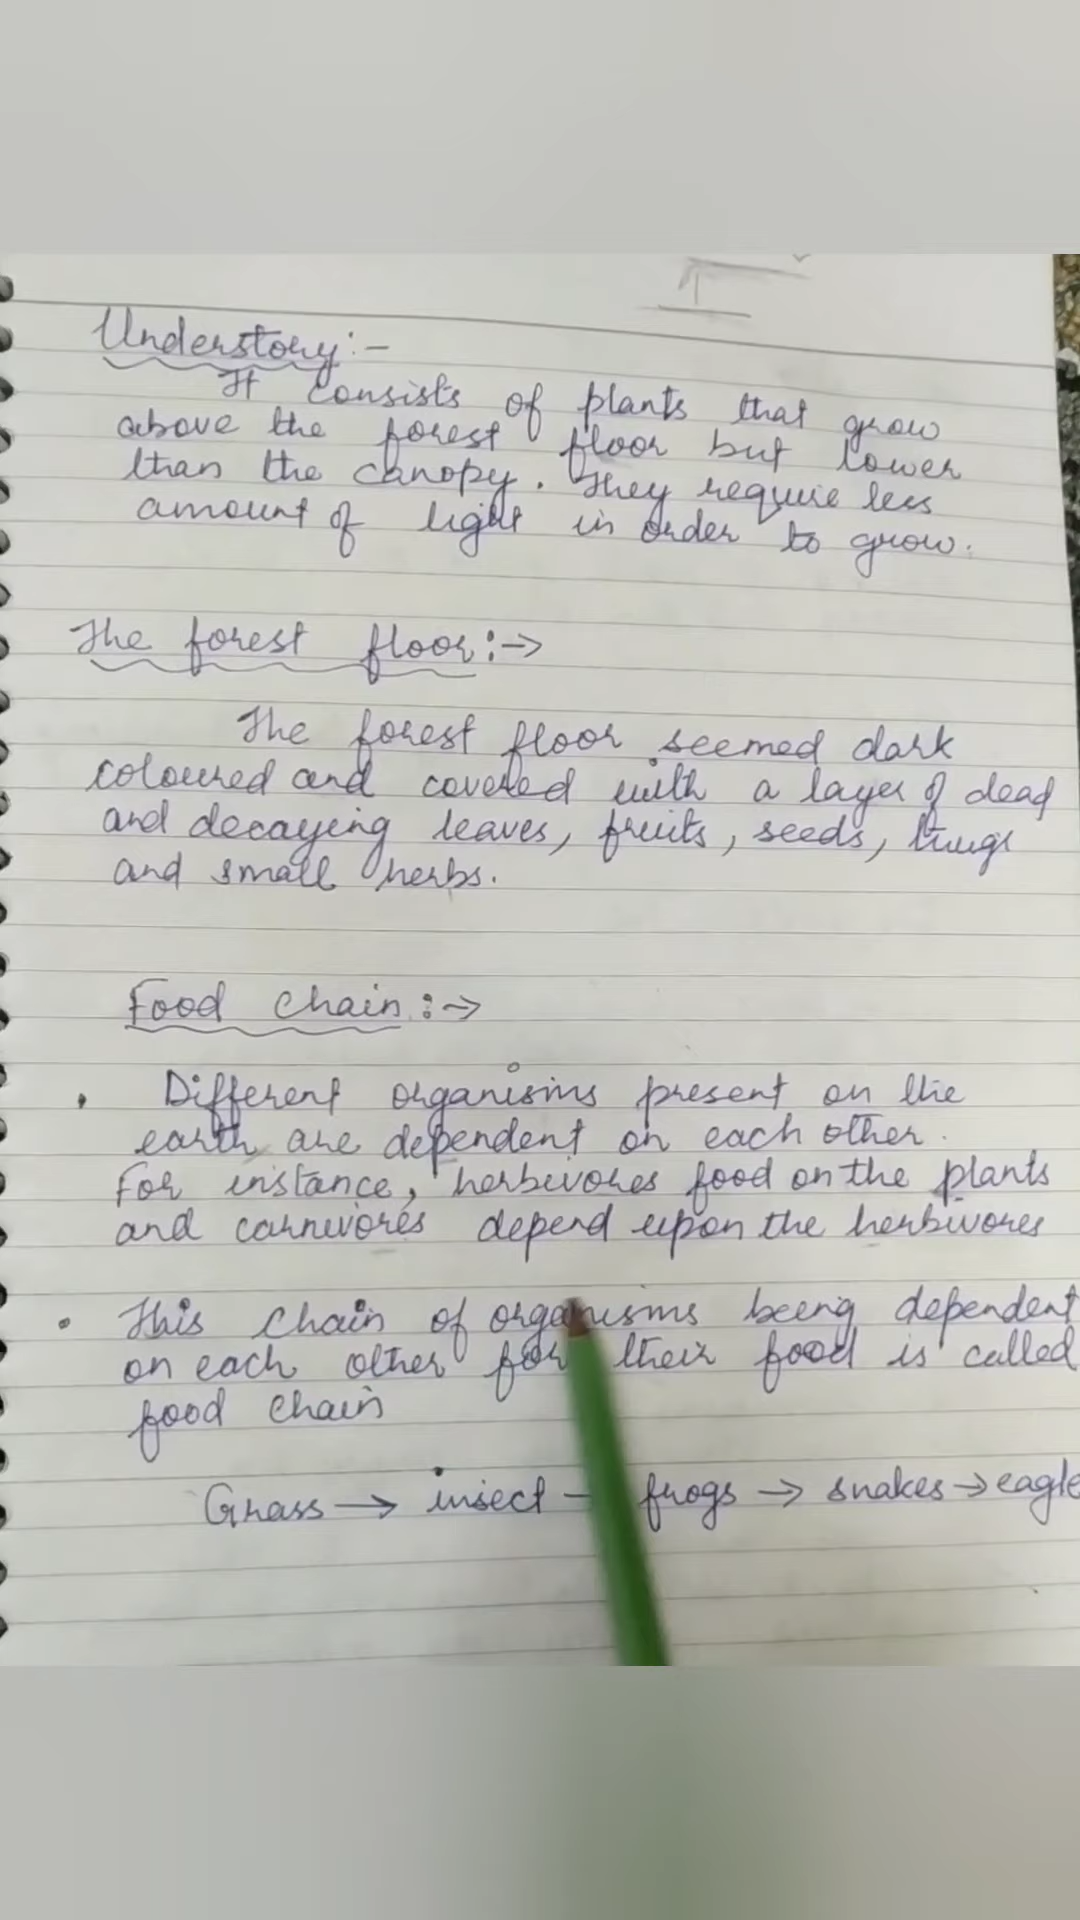 Understory:-
It consists of plants that grow
above the forest floor but lower
than the canopy. They require less
amount of light in order to grow.
The forest floor:→
The forest floor seemed dark
coloured and covered with a layer of dead
and decaying leaves, fruits, seeds, twigs
and small herbs.
Food chain:→
• Different organisms present on the
earth are dependent on each other.
For instance, herbivores food on the plants
and carnivores depend upon the herbivores
• This chain of organisms being dependent
on each other for their food is called
food chain
Grass → insect → frogs → snakes → eagle